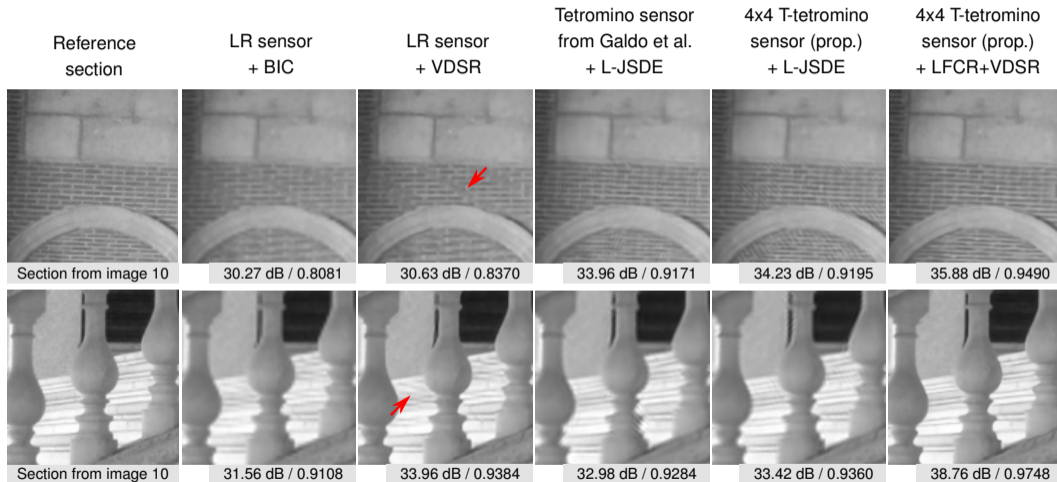 Reference
section
LR sensor
+ BIC
LR sensor
+ VDSR
Tetromino sensor
from Galdo et al.
+ L-JSDE
4x4 T-tetromino
sensor (prop.)
+ L-JSDE
4x4 T-tetromino
sensor (prop.)
+ LFCR+VDSR
Section from image 10
30.27 dB / 0.8081
30.63 dB / 0.8370
33.96 dB / 0.9171
34.23 dB / 0.9195
35.88 dB / 0.9490
Section from image 10
31.56 dB / 0.9108
33.96 dB / 0.9384
32.98 dB / 0.9284
33.42 dB / 0.9360
38.76 dB / 0.9748